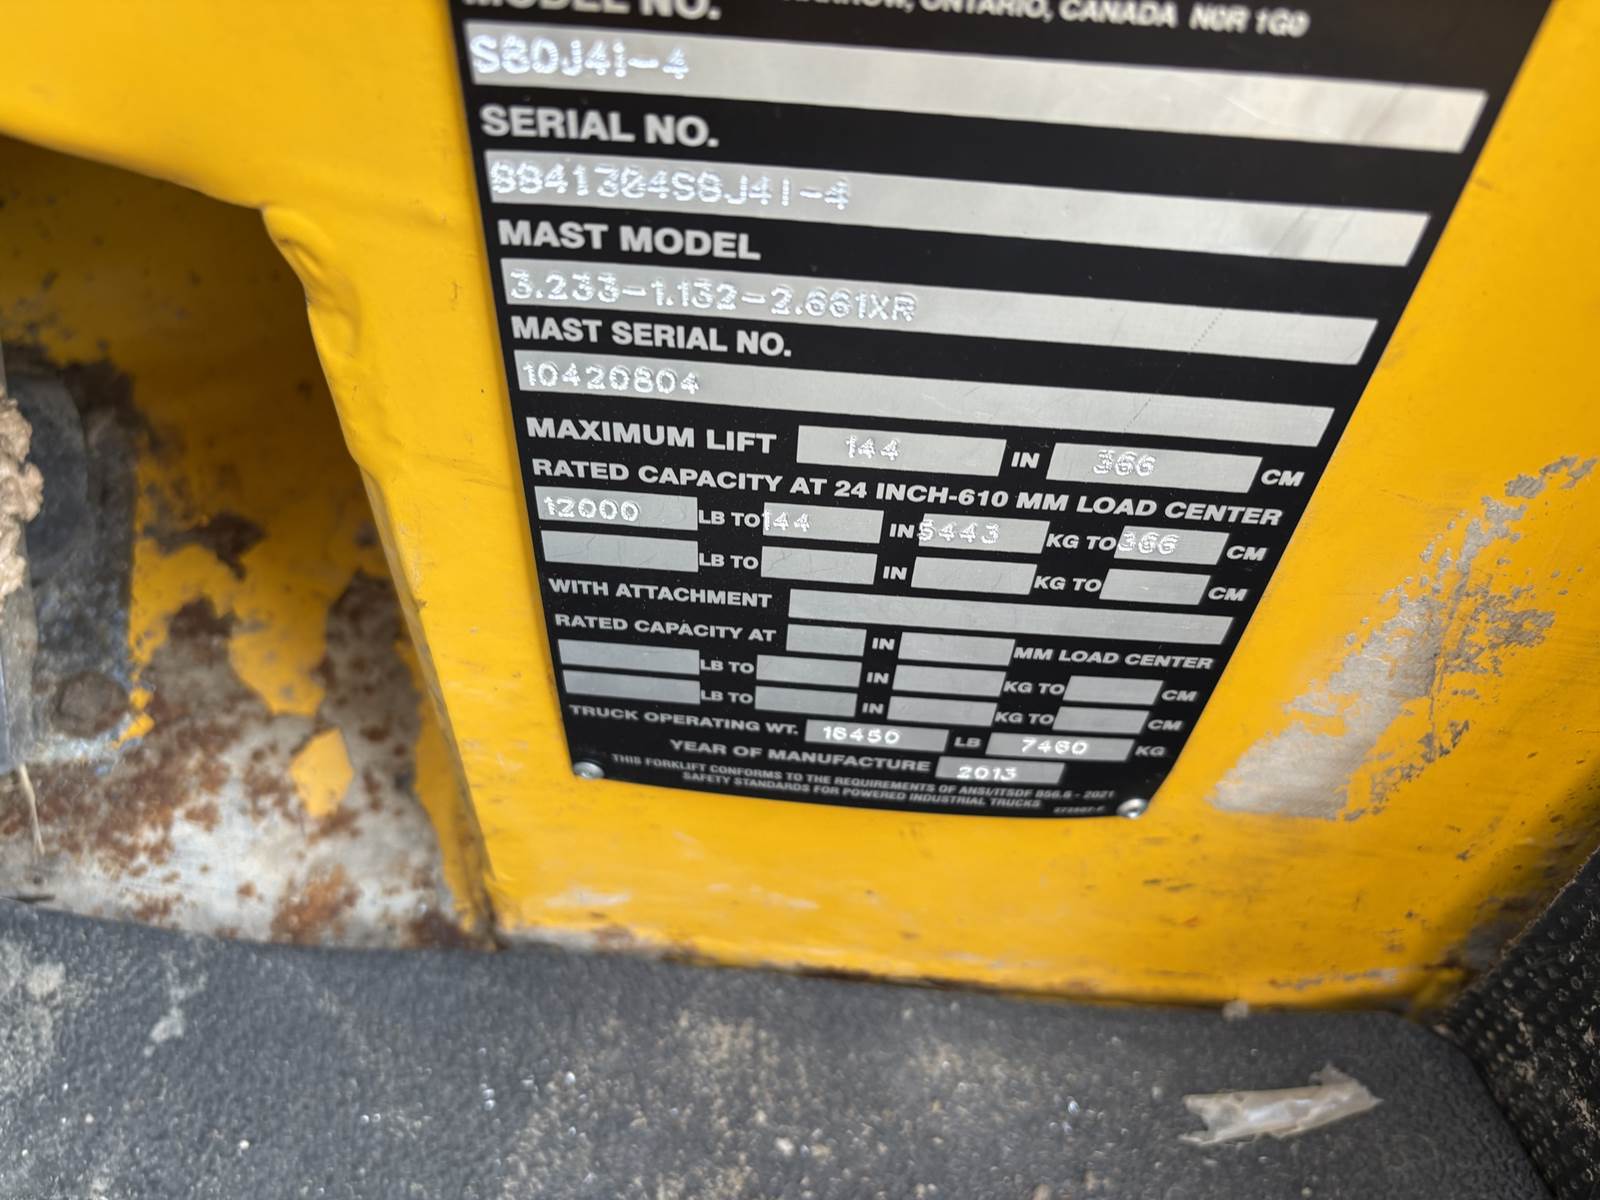 MODEL NO. HARROW, ONTARIO, CANADA N0R 1G0
S80J4I-4
SERIAL NO.
MAST MODEL
3.233-1.132-2.661XR
MAST SERIAL NO.
10420804
MAXIMUM LIFT 144 IN 366 CM
RATED CAPACITY AT 24 INCH-610 MM LOAD CENTER
12000 LB TO 144 IN 5443 KG TO 366 CM
LB TO IN KG TO CM
WITH ATTACHMENT
RATED CAPACITY AT IN MM LOAD CENTER
LB TO IN KG TO CM
LB TO IN KG TO CM
TRUCK OPERATING WT. 16450 LB 7460 KG
YEAR OF MANUFACTURE 2013
THIS FORKLIFT CONFORMS TO THE REQUIREMENTS OF ANSI/ITSDF B56.6 - 2021
SAFETY STANDARDS FOR POWERED INDUSTRIAL TRUCKS